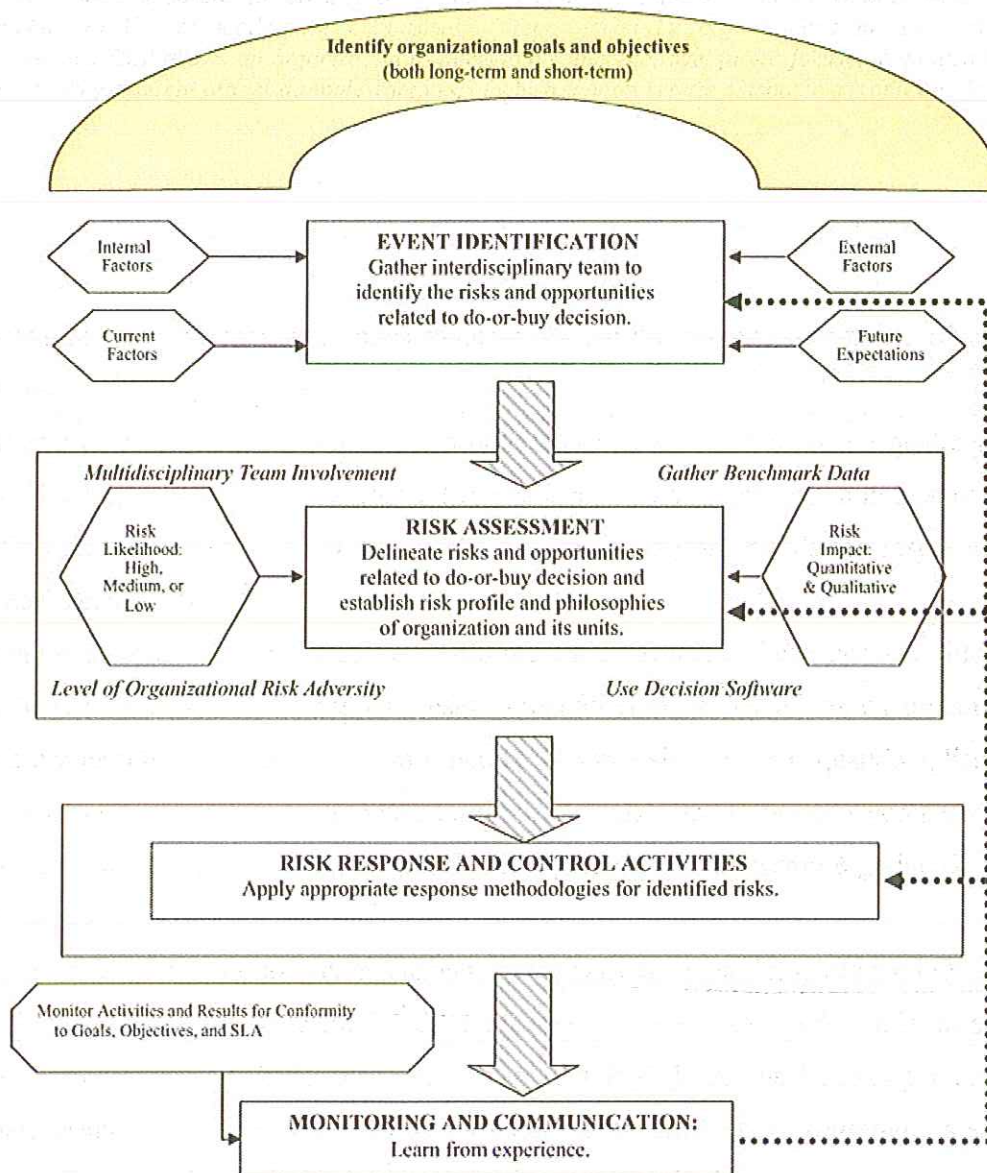 Identify organizational goals and objectives
(both long-term and short-term)
Internal
Factors
EVENT IDENTIFICATION
Gather interdisciplinary team to
identify the risks and opportunities
related to do-or-buy decision.
External
Factors
Current
Factors
Future
Expectations
Multidisciplinary Team Involvement
Gather Benchmark Data
Risk
Likelihood:
High,
Medium, or
Low
RISK ASSESSMENT
Delineate risks and opportunities
related to do-or-buy decision and
establish risk profile and philosophies
of organization and its units.
Risk
Impact:
Quantitative
& Qualitative
Level of Organizational Risk Adversity
Use Decision Software
RISK RESPONSE AND CONTROL ACTIVITIES
Apply appropriate response methodologies for identified risks.
Monitor Activities and Results for Conformity
to Goals, Objectives, and SLA
MONITORING AND COMMUNICATION:
Learn from experience.